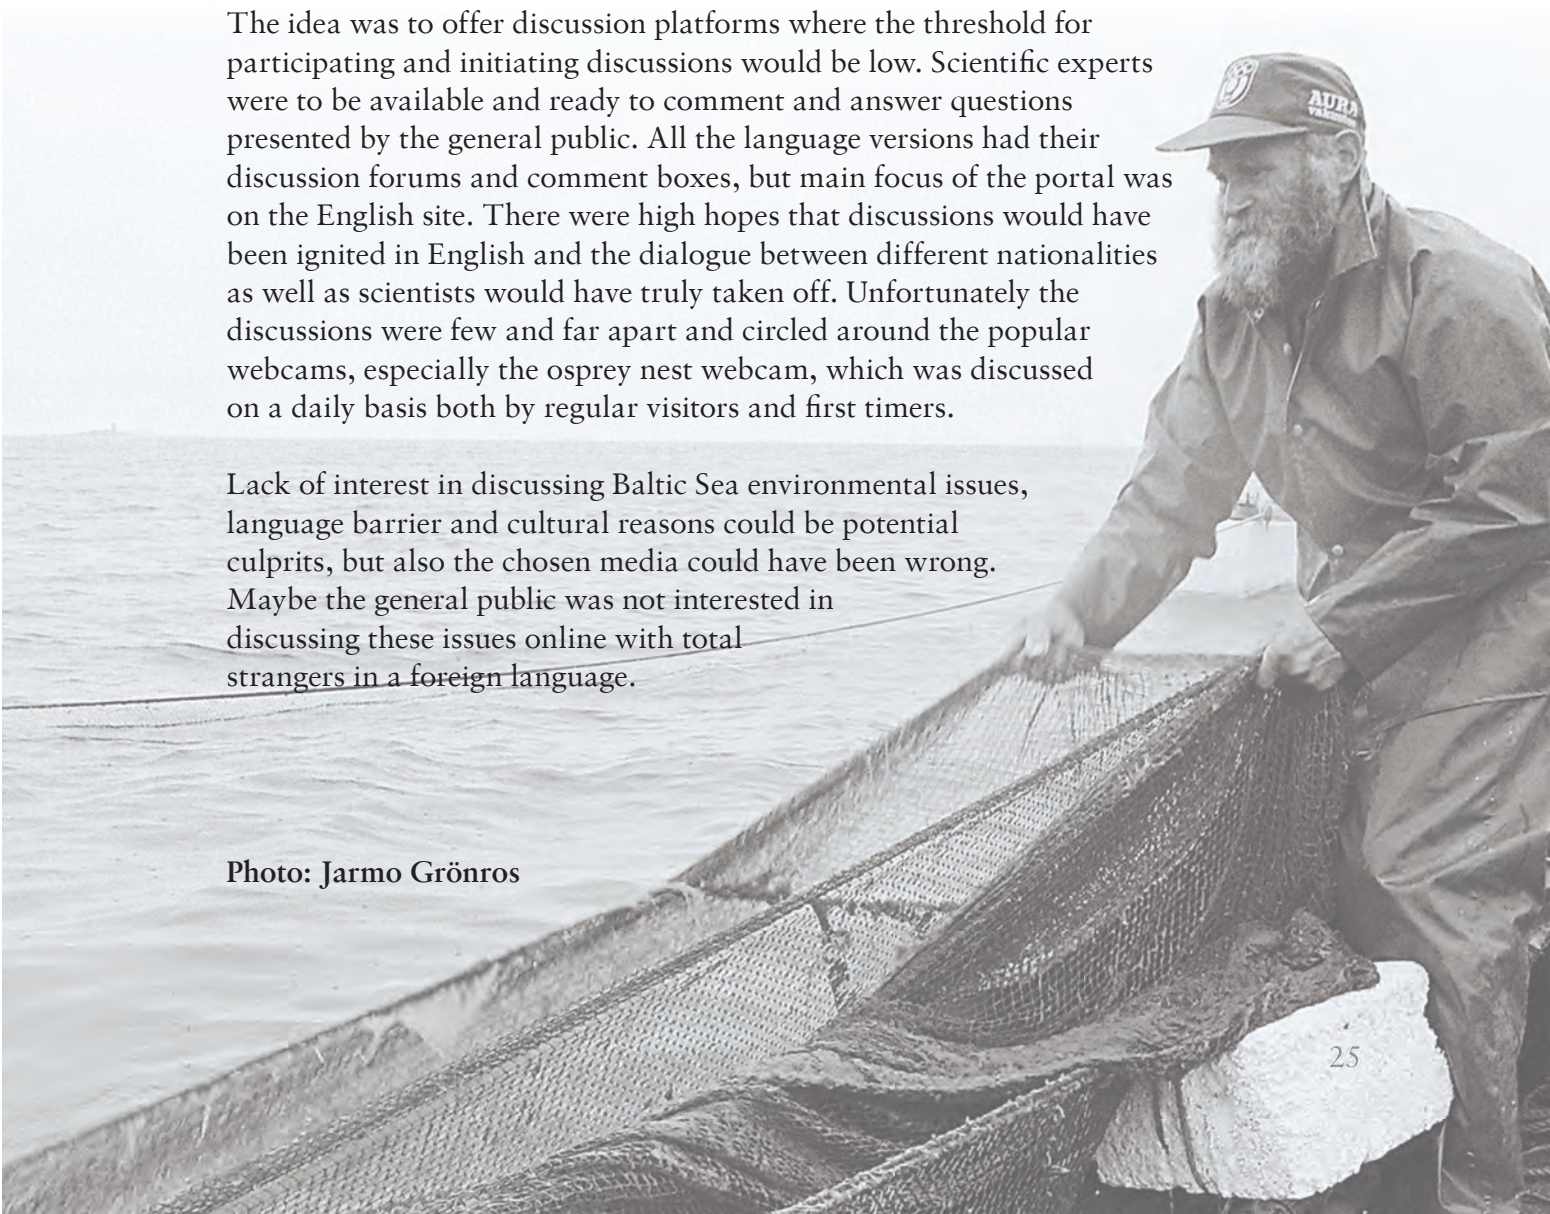 The idea was to offer discussion platforms where the threshold for
participating and initiating discussions would be low. Scientific experts
were to be available and ready to comment and answer questions
presented by the general public. All the language versions had their
discussion forums and comment boxes, but main focus of the portal was
on the English site. There were high hopes that discussions would have
been ignited in English and the dialogue between different nationalities
as well as scientists would have truly taken off. Unfortunately the
discussions were few and far apart and circled around the popular
webcams, especially the osprey nest webcam, which was discussed
on a daily basis both by regular visitors and first timers.
Lack of interest in discussing Baltic Sea environmental issues,
language barrier and cultural reasons could be potential
culprits, but also the chosen media could have been wrong.
Maybe the general public was not interested in
discussing these issues online with total
strangers in a foreign language.
Photo: Jarmo Grönros
AURA
25